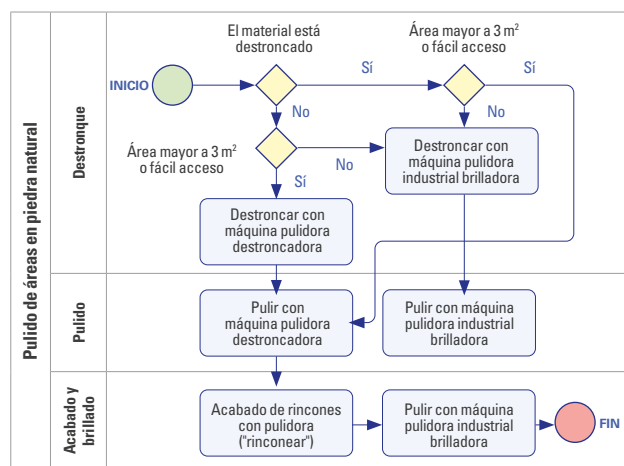 Pulido de áreas en piedra natural
Destronque
El material está
destroncado
Área mayor a 3 m²
o fácil acceso
INICIO
Sí
Sí
No
No
Área mayor a 3 m²
o fácil acceso
No
Sí
Destroncar con
máquina pulidora
industrial brilladora
Destroncar con
máquina pulidora
destroncadora
Pulido
Pulir con
máquina pulidora
destroncadora
Pulir con máquina
pulidora industrial
brilladora
Acabado y
brillado
Acabado de rincones
con pulidora
("rinconear")
Pulir con máquina
pulidora industrial
brilladora
FIN